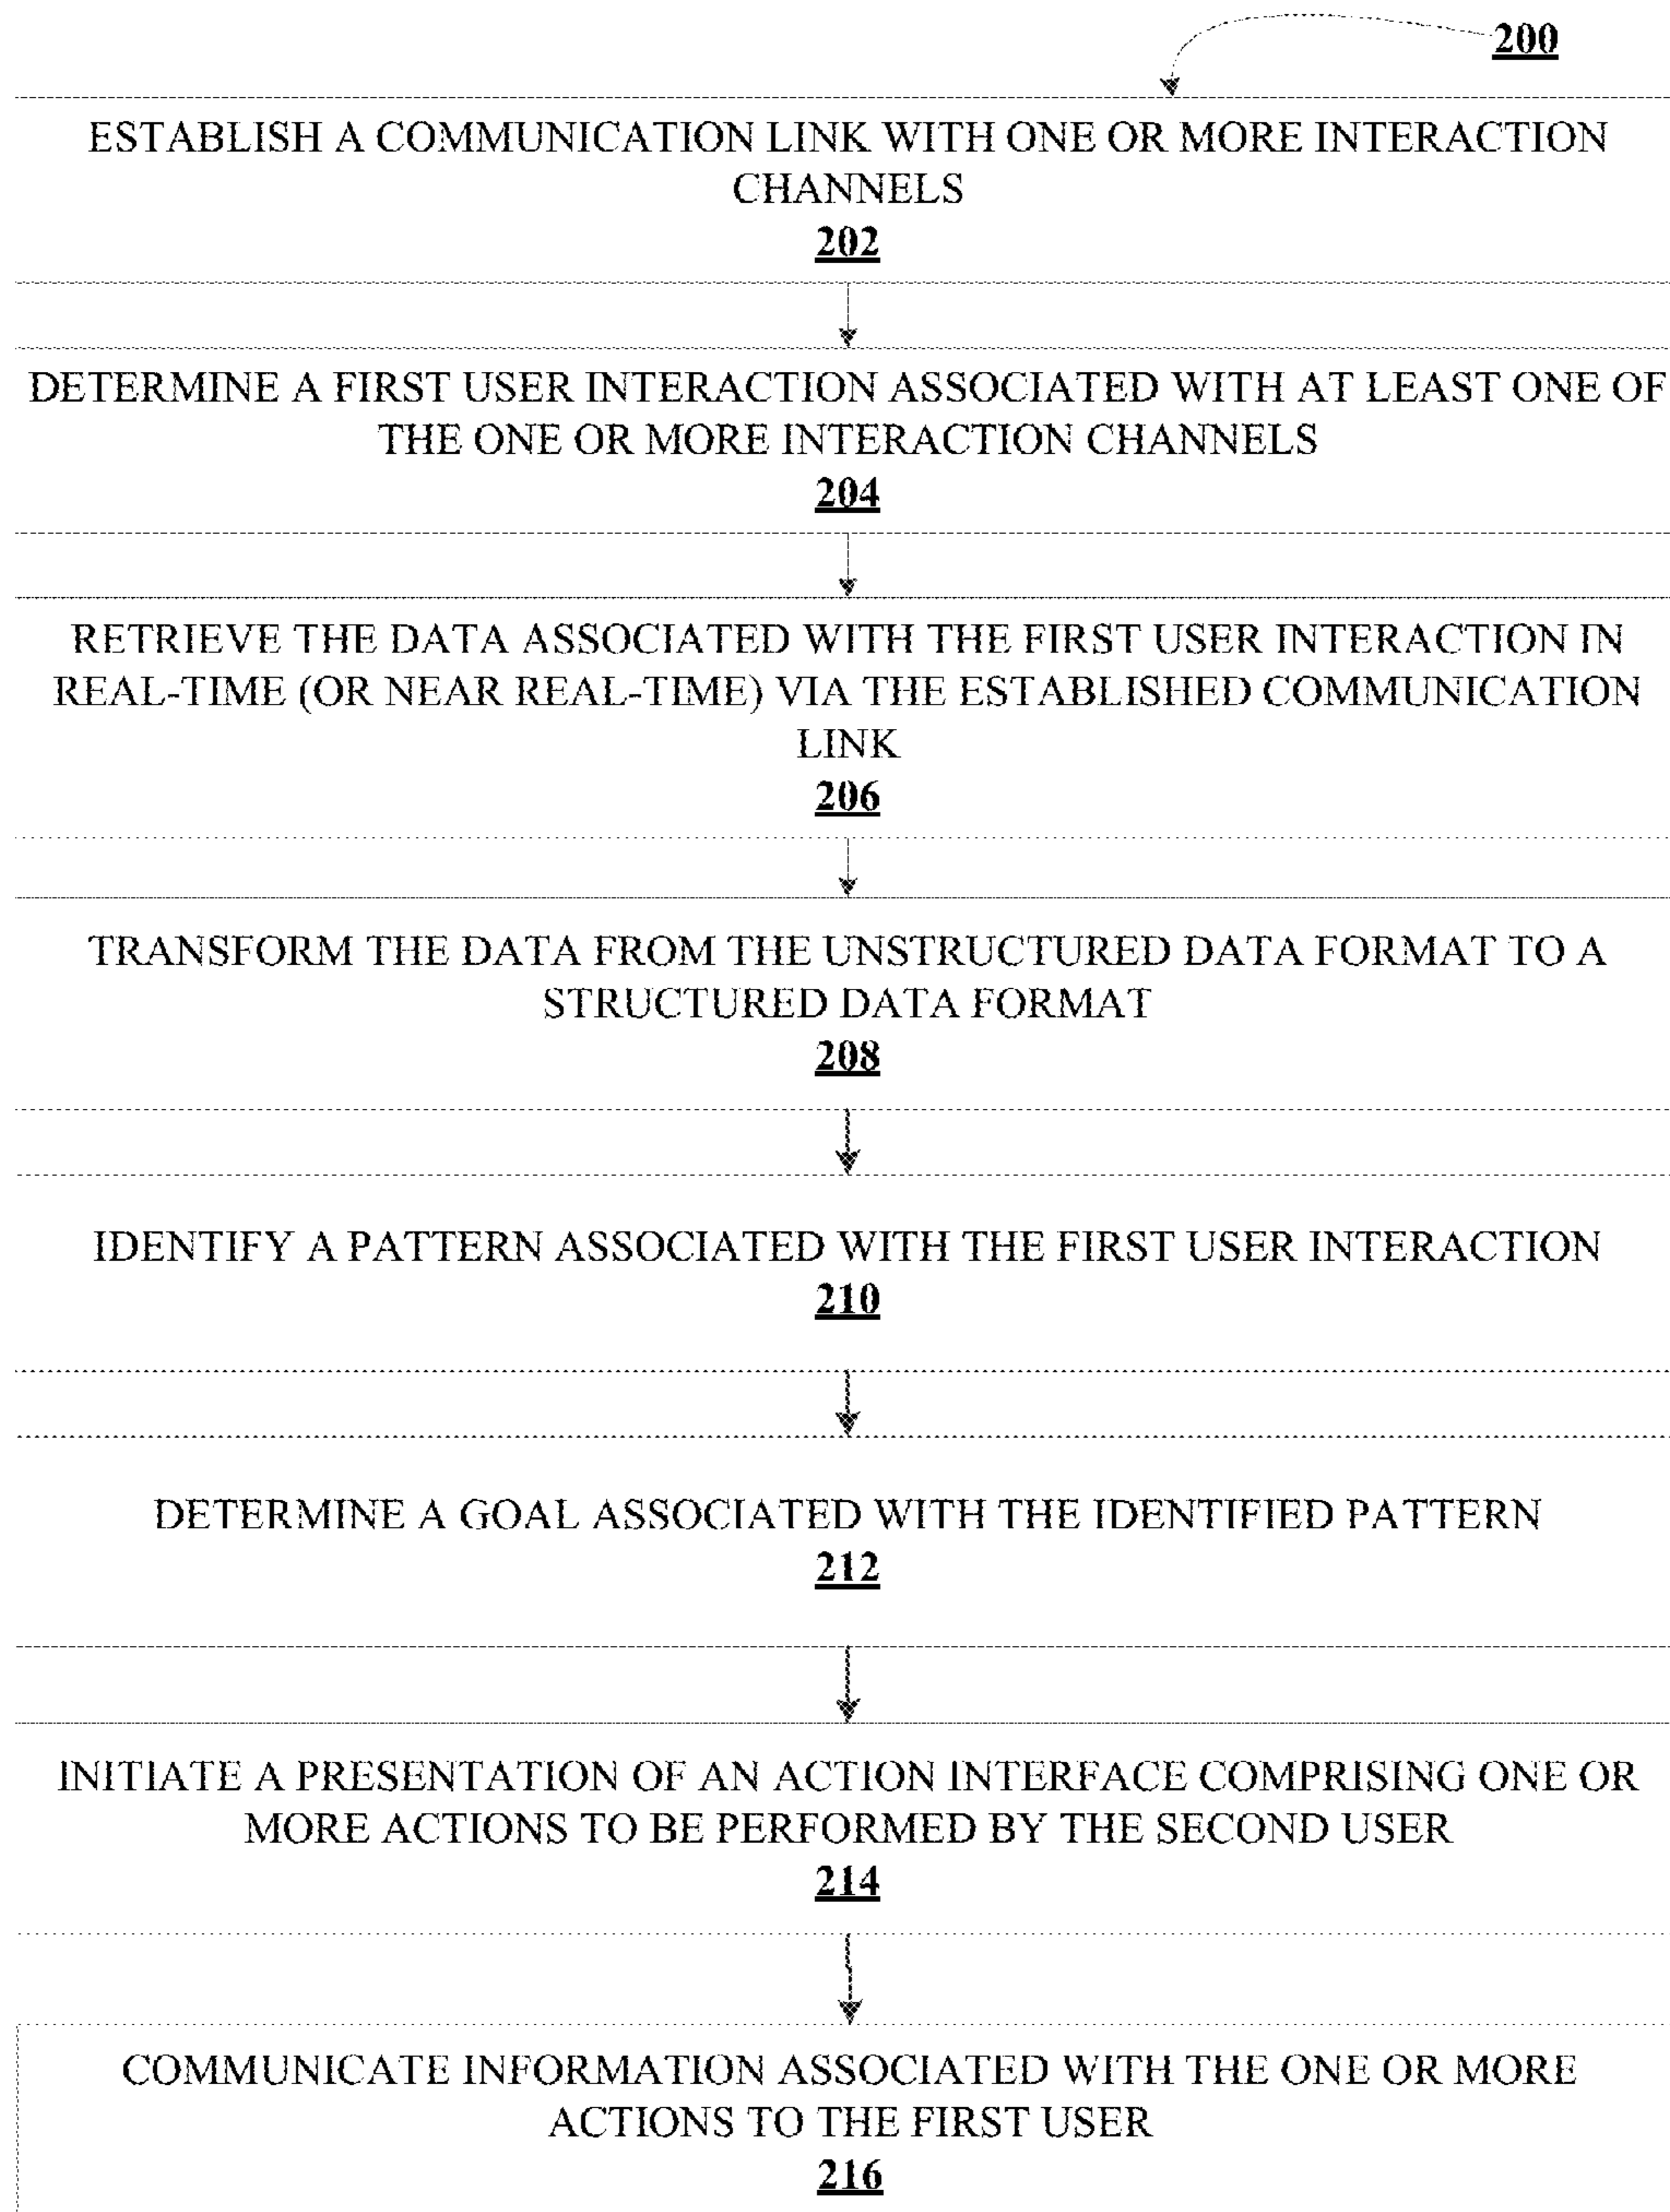 200
ESTABLISH A COMMUNICATION LINK WITH ONE OR MORE INTERACTION
CHANNELS
202
DETERMINE A FIRST USER INTERACTION ASSOCIATED WITH AT LEAST ONE OF
THE ONE OR MORE INTERACTION CHANNELS
204
RETRIEVE THE DATA ASSOCIATED WITH THE FIRST USER INTERACTION IN
REAL-TIME (OR NEAR REAL-TIME) VIA THE ESTABLISHED COMMUNICATION
LINK
206
TRANSFORM THE DATA FROM THE UNSTRUCTURED DATA FORMAT TO A
STRUCTURED DATA FORMAT
208
IDENTIFY A PATTERN ASSOCIATED WITH THE FIRST USER INTERACTION
210
DETERMINE A GOAL ASSOCIATED WITH THE IDENTIFIED PATTERN
212
INITIATE A PRESENTATION OF AN ACTION INTERFACE COMPRISING ONE OR
MORE ACTIONS TO BE PERFORMED BY THE SECOND USER
214
COMMUNICATE INFORMATION ASSOCIATED WITH THE ONE OR MORE
ACTIONS TO THE FIRST USER
216